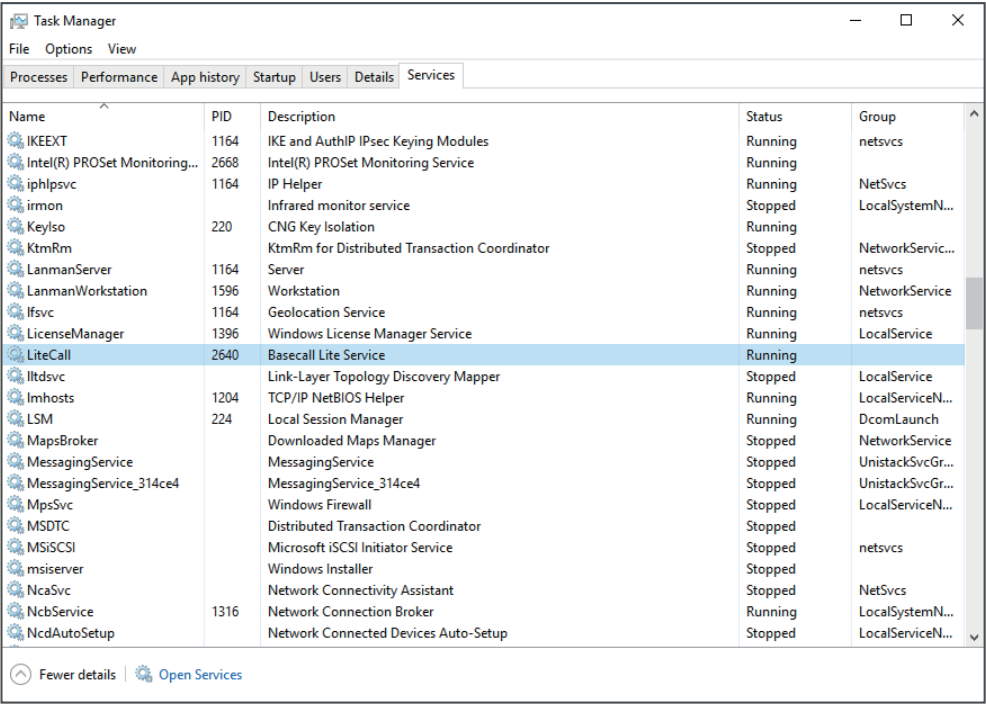 Task Manager
File Options View
Processes Performance App history Startup Users Details Services
Name PID Description Status Group
IKEEXT 1164 IKE and AuthIP IPsec Keying Modules Running netsvcs
Intel(R) PROSet Monitoring... 2668 Intel(R) PROSet Monitoring Service Running
iphlpsvc 1164 IP Helper Running NetSvcs
irmon Infrared monitor service Stopped LocalSystemN...
KeyIso 220 CNG Key Isolation Running
KtmRm KtmRm for Distributed Transaction Coordinator Stopped NetworkServic...
LanmanServer 1164 Server Running netsvcs
LanmanWorkstation 1596 Workstation Running NetworkService
lfsvc 1164 Geolocation Service Running netsvcs
LicenseManager 1396 Windows License Manager Service Running LocalService
LiteCall 2640 Basecall Lite Service Running
lltdsvc Link-Layer Topology Discovery Mapper Stopped LocalService
lmhosts 1204 TCP/IP NetBIOS Helper Running LocalServiceN...
LSM 224 Local Session Manager Running DcomLaunch
MapsBroker Downloaded Maps Manager Stopped NetworkService
MessagingService MessagingService Stopped UnistackSvcGr...
MessagingService_314ce4 MessagingService_314ce4 Stopped UnistackSvcGr...
MpsSvc Windows Firewall Stopped LocalServiceN...
MSDTC Distributed Transaction Coordinator Stopped
MSiSCSI Microsoft iSCSI Initiator Service Stopped netsvcs
msiserver Windows Installer Stopped
NcaSvc Network Connectivity Assistant Stopped NetSvcs
NcbService 1316 Network Connection Broker Running LocalSystemN...
NcdAutoSetup Network Connected Devices Auto-Setup Stopped LocalServiceN...
Fewer details Open Services